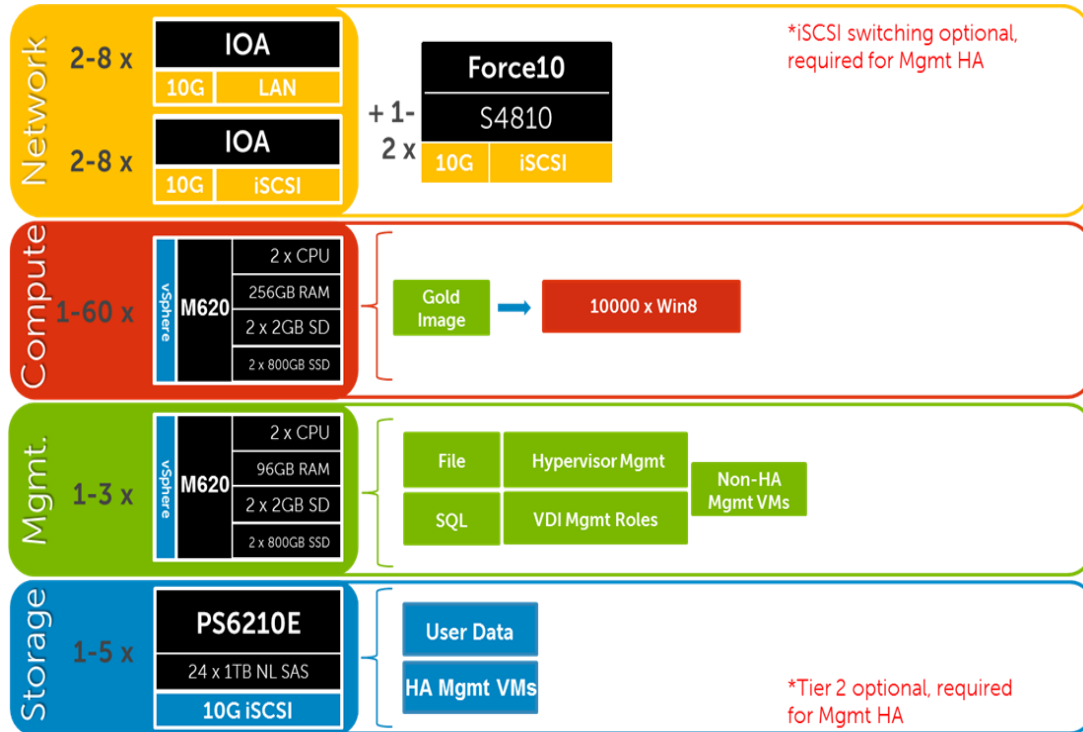 Network
2-8 x
IOA
10G LAN
2-8 x
IOA
10G iSCSI
+ 1-
2 x
Force10
S4810
10G iSCSI
*iSCSI switching optional,
required for Mgmt HA
Compute
1-60 x
vSphere
M620
2 x CPU
256GB RAM
2 x 2GB SD
2 x 800GB SSD
Gold
Image
10000 x Win8
Mgmt.
1-3 x
vSphere
M620
2 x CPU
96GB RAM
2 x 2GB SD
2 x 800GB SSD
File
Hypervisor Mgmt
SQL
VDI Mgmt Roles
Non-HA
Mgmt VMs
Storage
1-5 x
PS6210E
24 x 1TB NL SAS
10G iSCSI
User Data
HA Mgmt VMs
*Tier 2 optional, required
for Mgmt HA